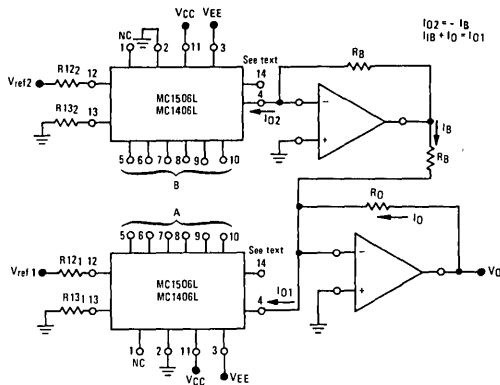 VCC VEE
IO2 = - IB
IIB + IO = IO1
NC
1 2 11 3
See text
RB
Vref2 R122 12
14
MC1506L
MC1406L
4
IO2
−
+
IB
R132 13
RB
5 6 7 8 9 10
B
A
RO
IO
5 6 7 8 9 10
See text
Vref1 R121 12
14
MC1506L
MC1406L
−
+
VO
IO1
4
R131 13
1 2 11 3
NC
VCC VEE